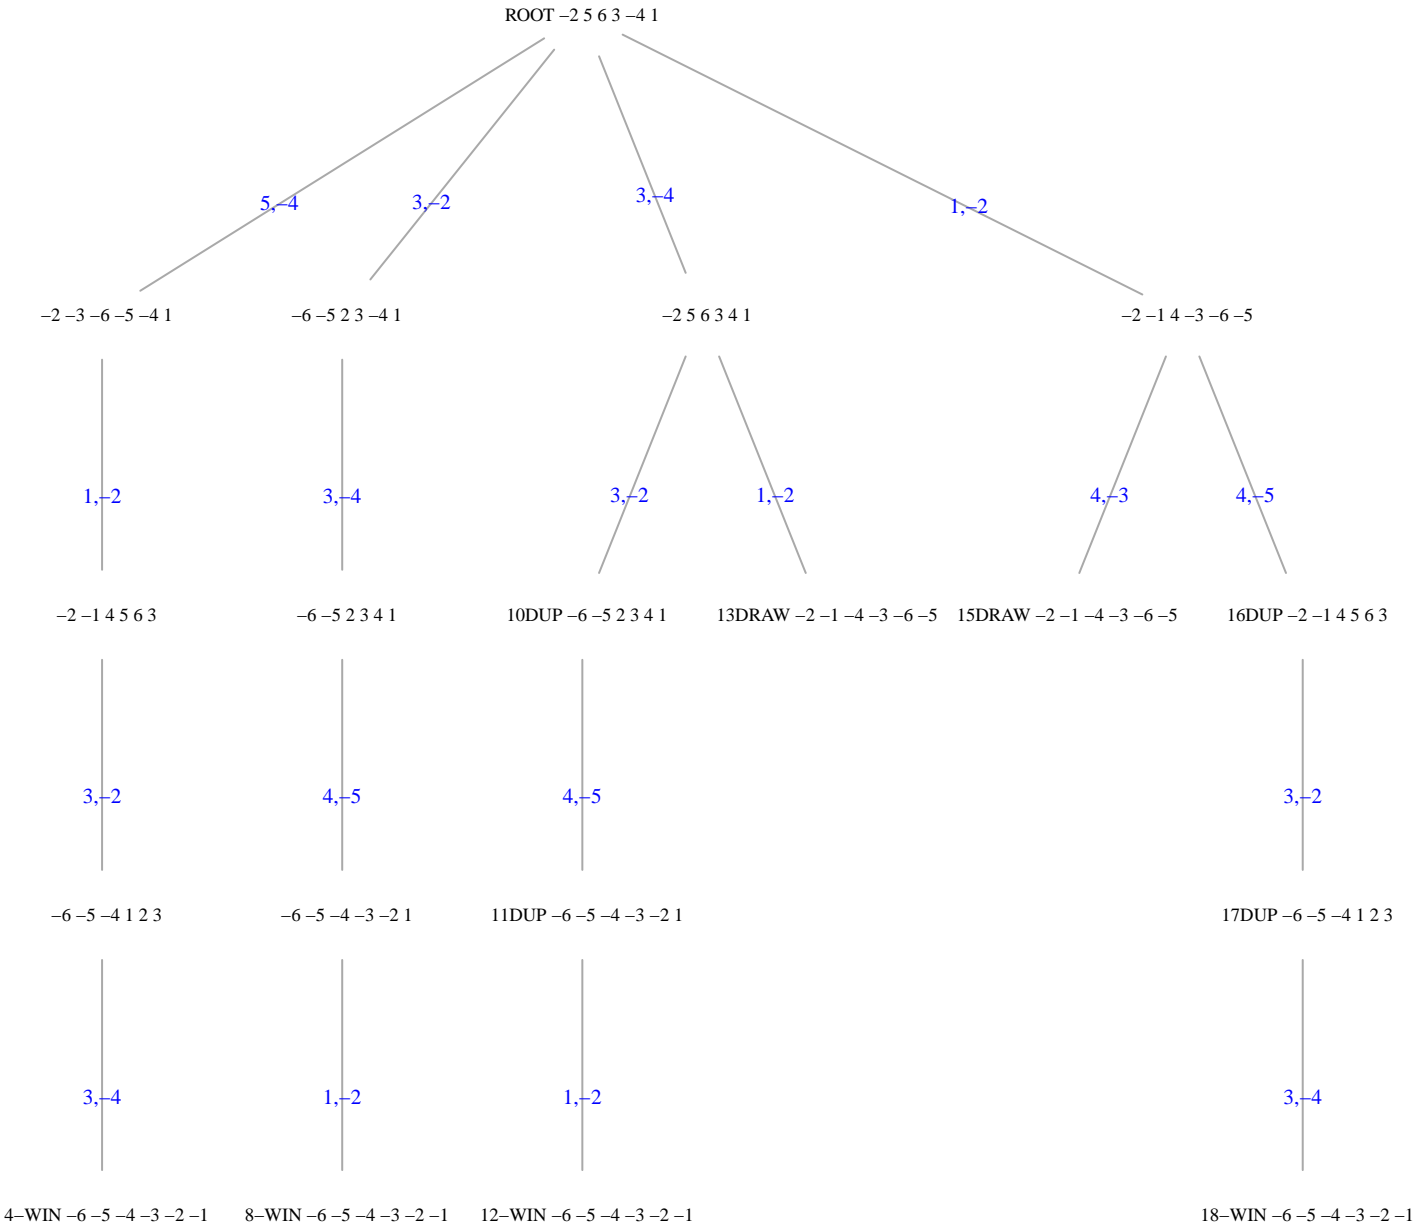 ROOT –2 5 6 3 –4 1
5,–4
3,–2
3,–4
1,–2
–2 –3 –6 –5 –4 1
–6 –5 2 3 –4 1
–2 5 6 3 4 1
–2 –1 4 –3 –6 –5
1,–2
3,–4
3,–2
1,–2
4,–3
4,–5
–2 –1 4 5 6 3
–6 –5 2 3 4 1
10DUP –6 –5 2 3 4 1
13DRAW –2 –1 –4 –3 –6 –5
15DRAW –2 –1 –4 –3 –6 –5
16DUP –2 –1 4 5 6 3
3,–2
4,–5
4,–5
3,–2
–6 –5 –4 1 2 3
–6 –5 –4 –3 –2 1
11DUP –6 –5 –4 –3 –2 1
17DUP –6 –5 –4 1 2 3
3,–4
1,–2
1,–2
3,–4
4–WIN –6 –5 –4 –3 –2 –1
8–WIN –6 –5 –4 –3 –2 –1
12–WIN –6 –5 –4 –3 –2 –1
18–WIN –6 –5 –4 –3 –2 –1